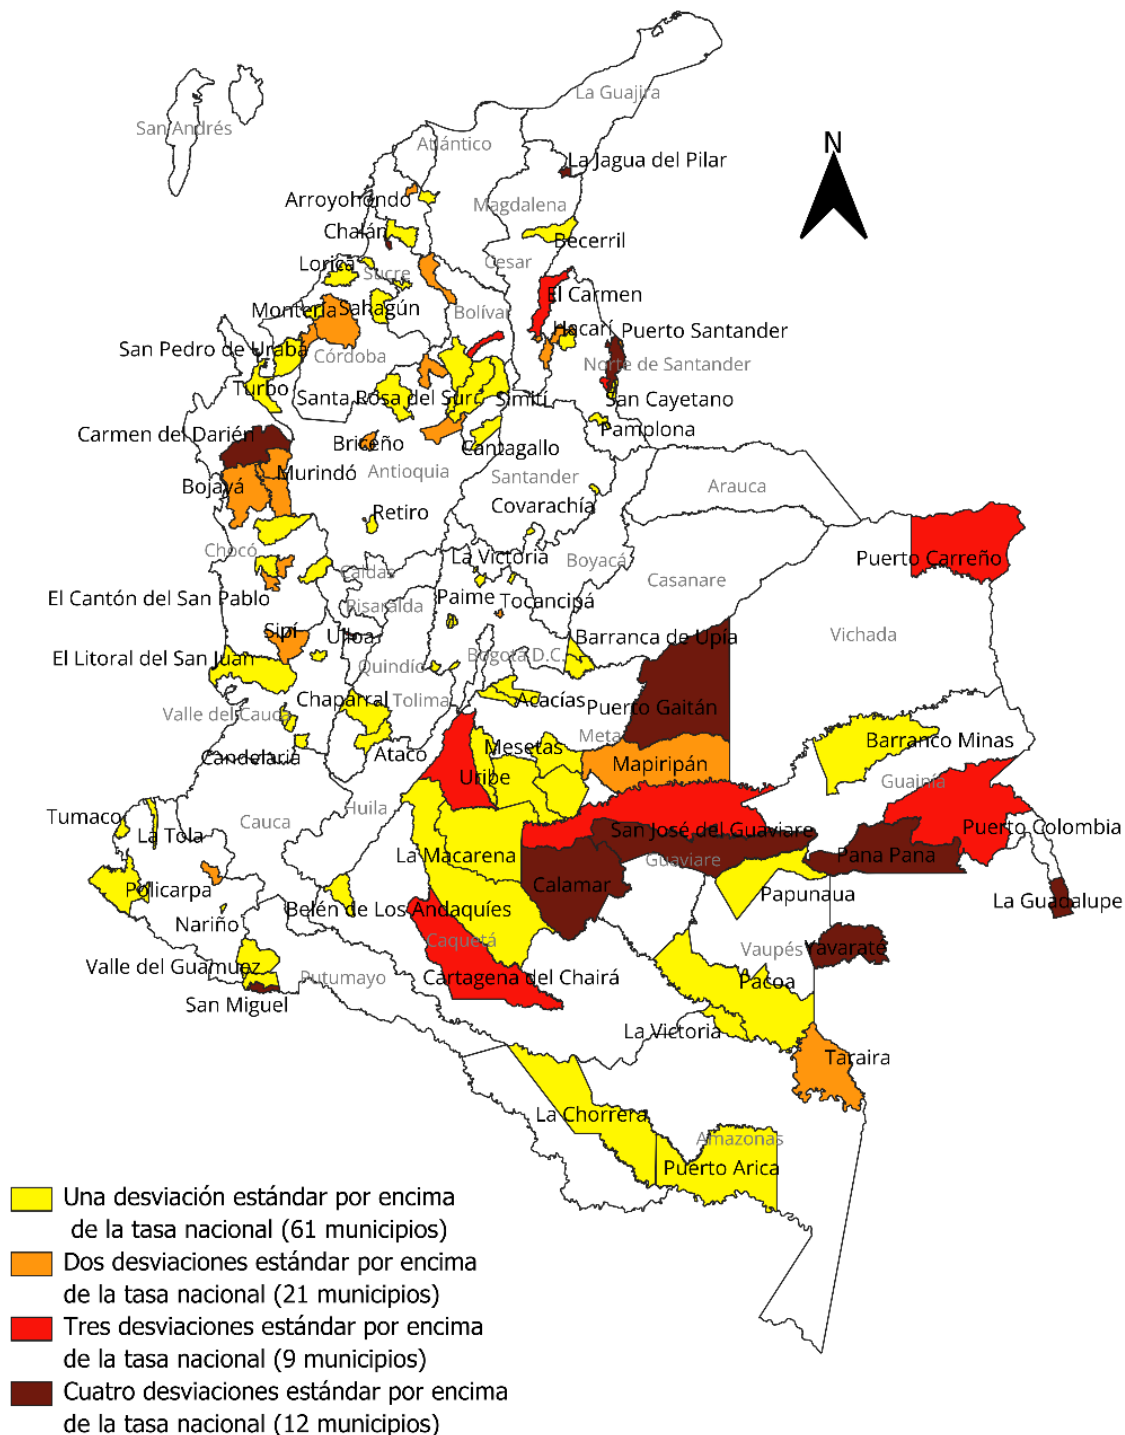 La Guajira
San Andrés
N
Atlántico
La Jagua del Pilar
Arroyohondo
Magdalena
Chalán
Becerril
Lorica
Sucre
Cesar
El Carmen
Montería
Sahagún
Bolívar
Hacarí
Puerto Santander
San Pedro de Urabá
Córdoba
Norte de Santander
Turbo
Santa Rosa del Sur
Simití
San Cayetano
Carmen del Darién
Briceño
Cantagallo
Pamplona
Murindó
Antioquia
Santander
Bojayá
Arauca
Retiro
Covarachía
Chocó
La Victoria
Boyacá
Puerto Carreño
Caldas
Casanare
El Cantón del San Pablo
Risaralda
Paime
Tocancipá
Sipí
Ulloa
Barranca de Upía
Vichada
El Litoral del San Juan
Quindío
Bogotá D.C.
Chaparral
Tolima
Acacías
Puerto Gaitán
Valle del Cauca
Meta
Candelaria
Ataco
Mesetas
Barranco Minas
Uribe
Mapiripán
Guainía
Tumaco
Huila
La Tola
Cauca
San José del Guaviare
Puerto Colombia
La Macarena
Guaviare
Pana Pana
Policarpa
Calamar
Papunaua
La Guadalupe
Nariño
Belén de Los Andaquíes
Caquetá
Vaupés
Yavaraté
Valle del Guamuez
Putumayo
Cartagena del Chairá
Pacoa
San Miguel
La Victoria
Taraira
La Chorrera
Amazonas
Puerto Arica
Una desviación estándar por encima
de la tasa nacional (61 municipios)
Dos desviaciones estándar por encima
de la tasa nacional (21 municipios)
Tres desviaciones estándar por encima
de la tasa nacional (9 municipios)
Cuatro desviaciones estándar por encima
de la tasa nacional (12 municipios)